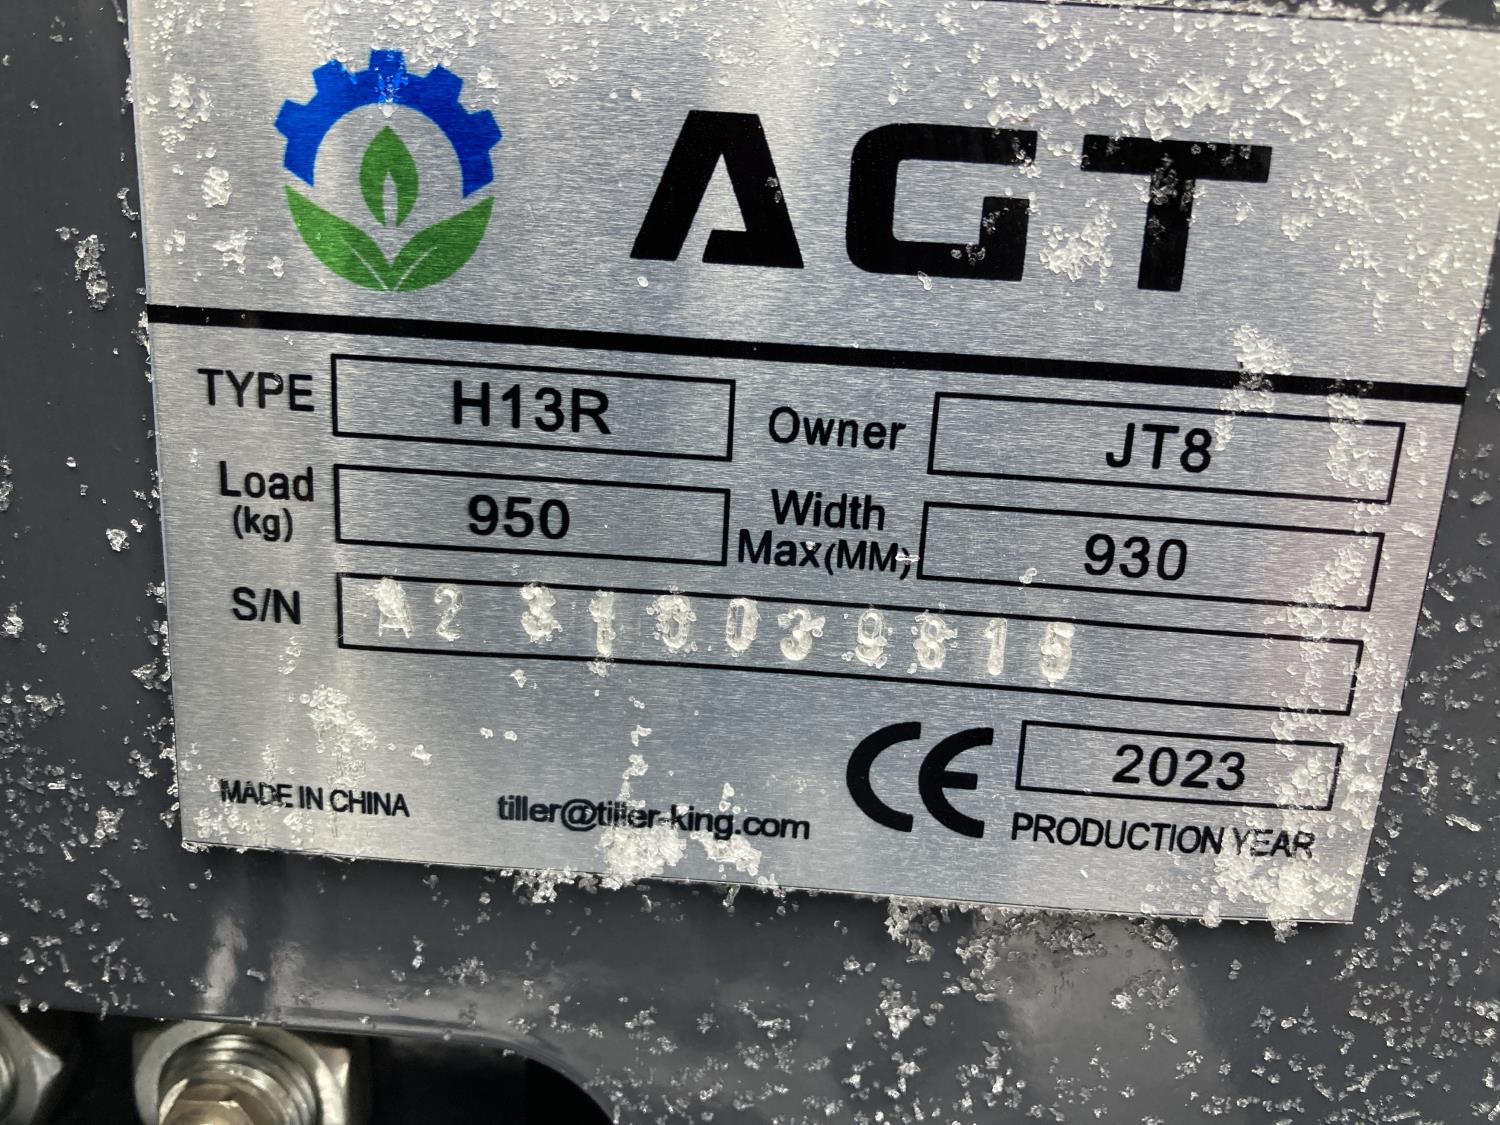 AGT
TYPE H13R Owner JT8
Load (kg) 950 Width Max(MM) 930
S/N A2 310039815
MADE IN CHINA tiller@tiller-king.com CE 2023
PRODUCTION YEAR